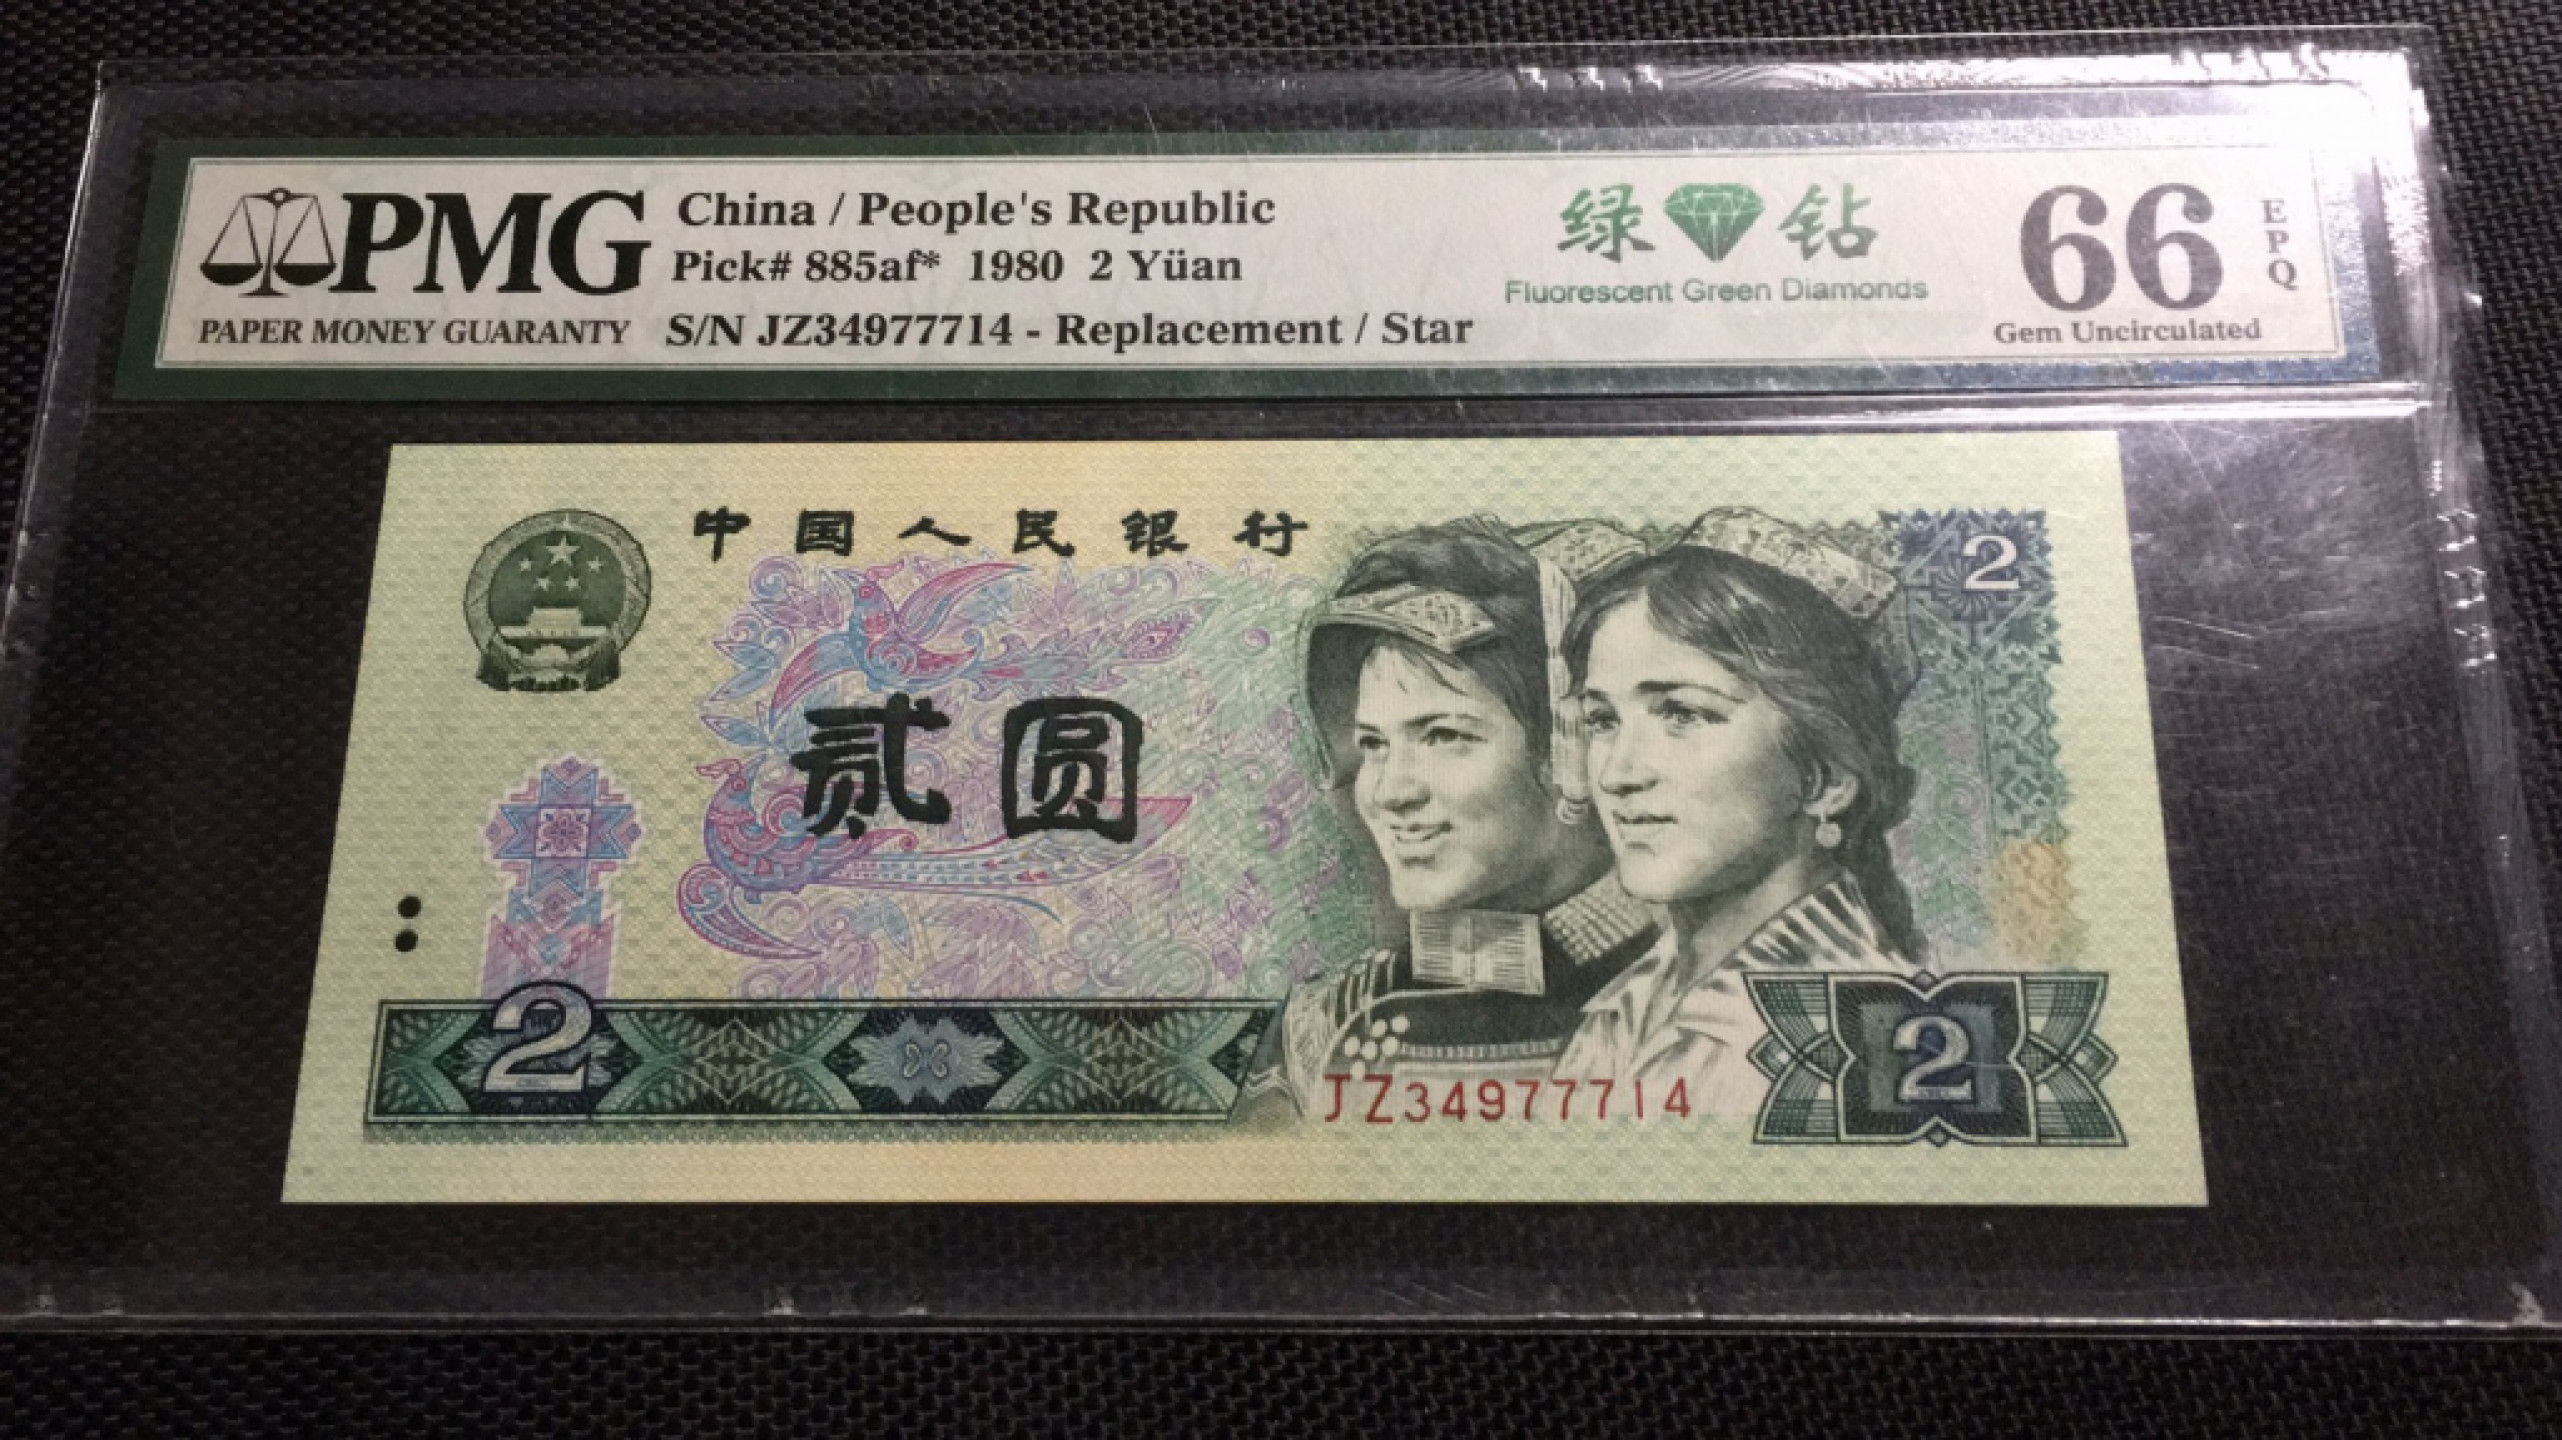 PMG
PAPER MONEY GUARANTY
China / People's Republic
Pick# 885af* 1980 2 Yüan
S/N JZ34977714 - Replacement / Star
绿 钻
Fluorescent Green Diamonds
66
EPQ
Gem Uncirculated
中国人民银行
2
贰圆
2
JZ34977714
2